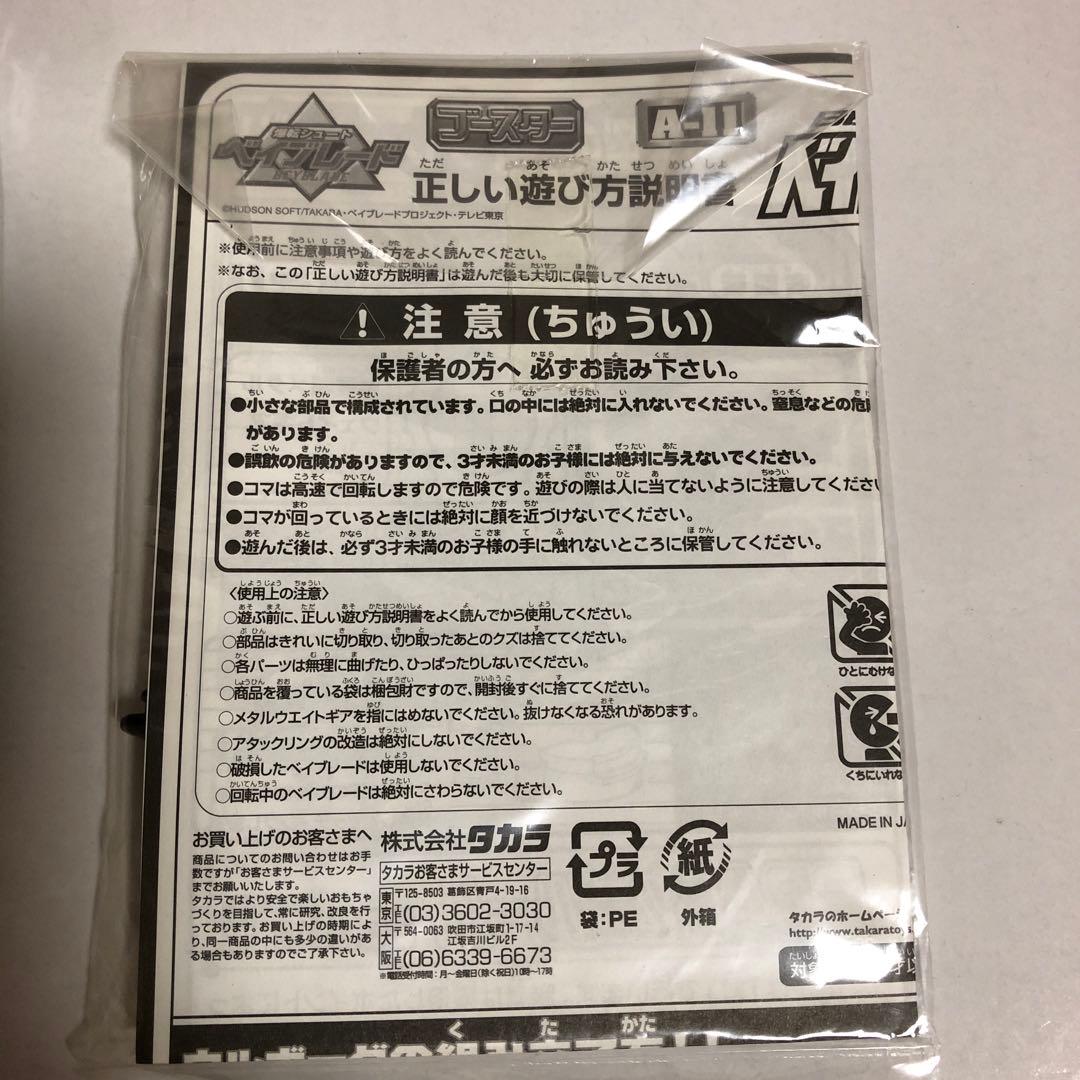 爆転シュート
ベイブレード
BEYBLADE
ブースター
A-11
正しい遊び方説明書
©HUDSON SOFT/TAKARA・ベイブレードプロジェクト・テレビ東京
※使用前に注意事項や遊び方をよく読んでください。
※なお、この「正しい遊び方説明書」は遊んだ後も大切に保管してください。
注意(ちゅうい)
保護者の方へ 必ずお読み下さい。
●小さな部品で構成されています。口の中には絶対に入れないでください。窒息などの危
があります。
●誤飲の危険がありますので、3才未満のお子様には絶対に与えないでください。
●コマは高速で回転しますので危険です。遊びの際は人に当てないように注意してくださ
●コマが回っているときには絶対に顔を近づけないでください。
●遊んだ後は、必ず3才未満のお子様の手に触れないところに保管してください。
〈使用上の注意〉
○遊ぶ前に、正しい遊び方説明書をよく読んでから使用してください。
○部品はきれいに切り取り、切り取ったあとのクズは捨ててください。
○各パーツは無理に曲げたり、ひっぱったりしないでください。
○商品を覆っている袋は梱包財ですので、開封後すぐに捨ててください。
○メタルウエイトギアを指にはめないでください。抜けなくなる恐れがあります。
○アタックリングの改造は絶対にしないでください。
○破損したベイブレードは使用しないでください。
○回転中のベイブレードは絶対にさわらないでください。
ひとにむけな
くちにいれな
お買い上げのお客さまへ
商品についてのお問い合わせはお手
数ですが「お客さまサービスセンター」
までお願いいたします。
タカラではより安全で楽しいおもちゃ
づくりを目指して、常に研究、改良を行
っております。お買い上げの時期によ
り、同一商品の中にも多少の違いがあ
る場合もありますのでご了承下さい。
株式会社タカラ
タカラお客さまサービスセンター
東京
〒125-8503 葛飾区青戸4-19-16
TEL(03)3602-3030
大阪
〒564-0063 吹田市江坂町1-17-14
江坂吉川ビル2F
TEL(06)6339-6673
※電話受付時間:月〜金曜日(除く祝日)10時〜17時
プラ
袋:PE
紙
外箱
MADE IN JA
タカラのホームペー
http://www.takaratoys
対象